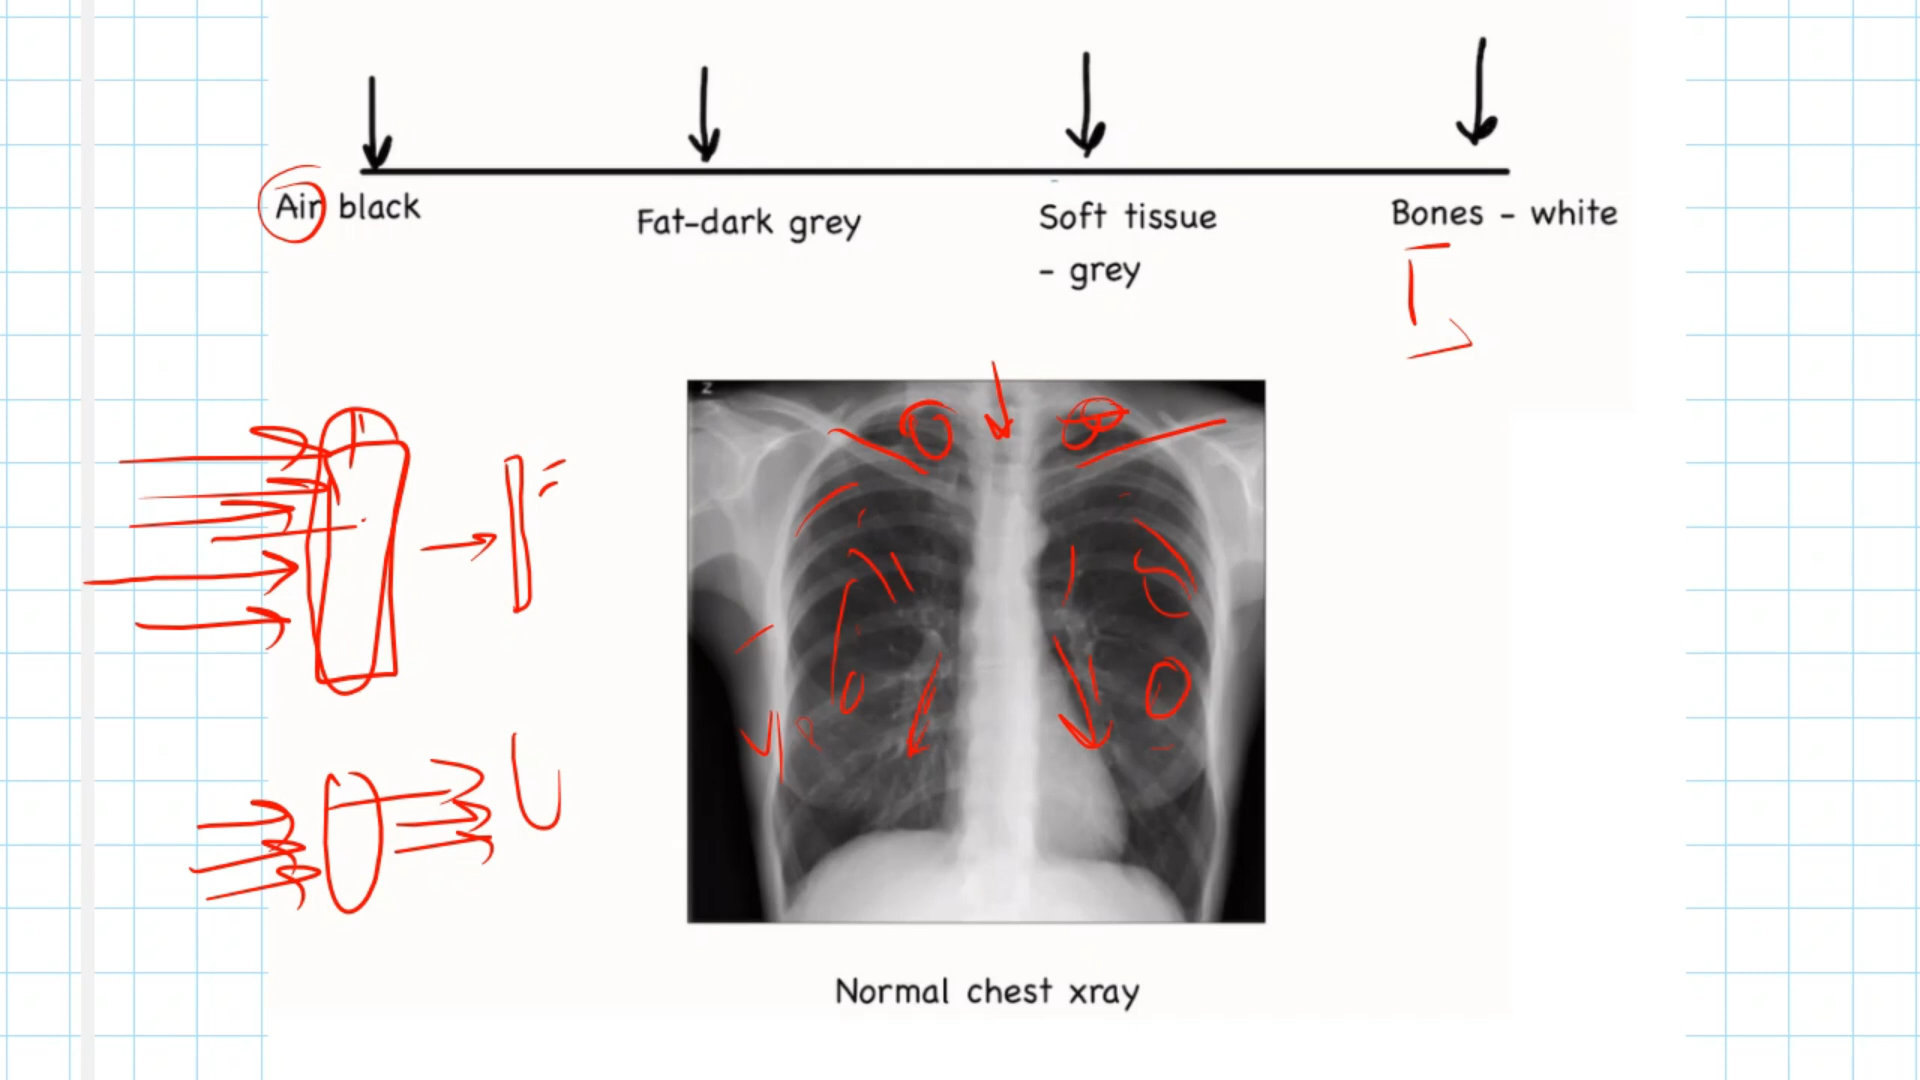 Air black
Fat-dark grey
Soft tissue
- grey
Bones - white
Z
Normal chest xray